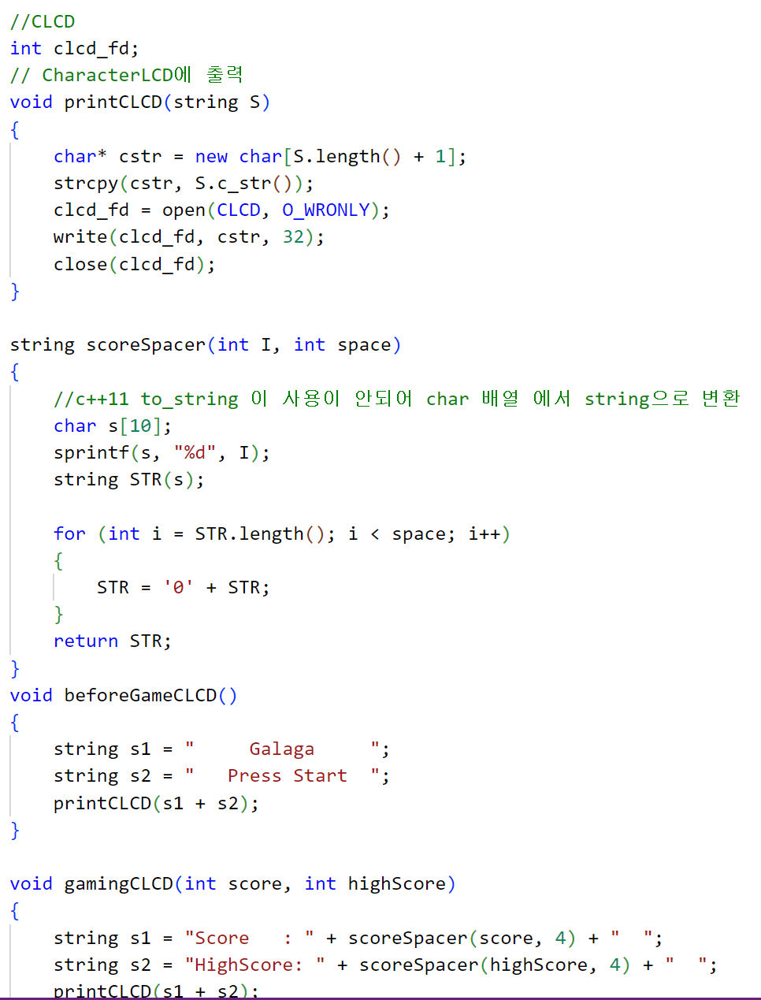 //CLCD
int clcd_fd;
// CharacterLCD에 출력
void printCLCD(string S)
{
    char* cstr = new char[S.length() + 1];
    strcpy(cstr, S.c_str());
    clcd_fd = open(CLCD, O_WRONLY);
    write(clcd_fd, cstr, 32);
    close(clcd_fd);
}

string scoreSpacer(int I, int space)
{
    //c++11 to_string 이 사용이 안되어 char 배열 에서 string으로 변환
    char s[10];
    sprintf(s, "%d", I);
    string STR(s);

    for (int i = STR.length(); i < space; i++)
    {
        STR = '0' + STR;
    }
    return STR;
}
void beforeGameCLCD()
{
    string s1 = "     Galaga     ";
    string s2 = "   Press Start  ";
    printCLCD(s1 + s2);
}

void gamingCLCD(int score, int highScore)
{
    string s1 = "Score   : " + scoreSpacer(score, 4) + "  ";
    string s2 = "HighScore: " + scoreSpacer(highScore, 4) + "  ";
    printCLCD(s1 + s2);